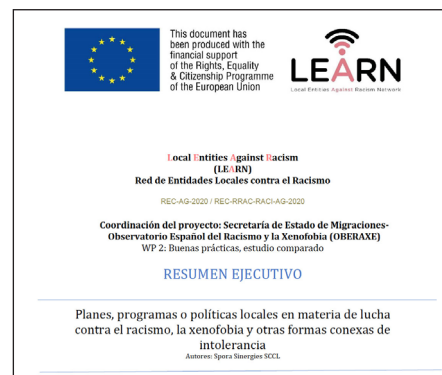 This document has
been produced with the
financial support
of the Rights, Equality
& Citizenship Programme
of the European Union
LEARN
Local Entities Against Racism Network
Local Entities Against Racism
(LEARN)
Red de Entidades Locales contra el Racismo
REC-AG-2020 / REC-RRAC-RACI-AG-2020
Coordinación del proyecto: Secretaría de Estado de Migraciones-
Observatorio Español del Racismo y la Xenofobia (OBERAXE)
WP 2: Buenas prácticas, estudio comparado
RESUMEN EJECUTIVO
Planes, programas o políticas locales en materia de lucha
contra el racismo, la xenofobia y otras formas conexas de
intolerancia
Autores: Spora Sinergies SCCL